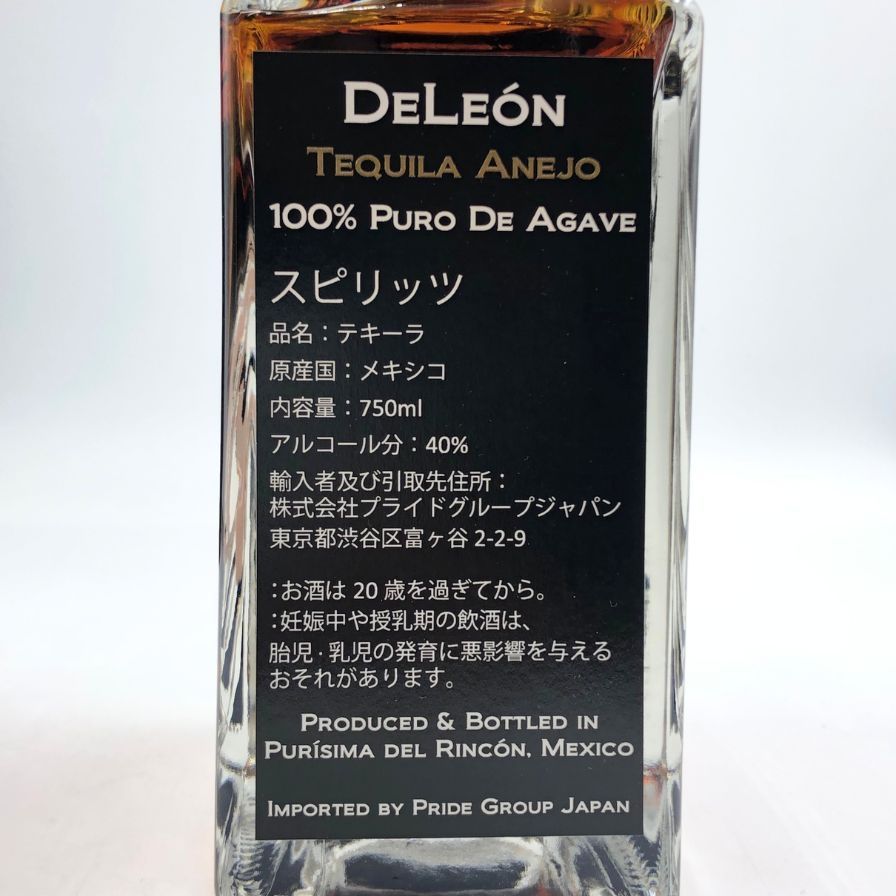 DeLeón
Tequila Anejo
100% Puro De Agave
スピリッツ
品名：テキーラ
原産国：メキシコ
内容量：750ml
アルコール分：40%
輸入者及び引取先住所：
株式会社プライドグループジャパン
東京都渋谷区富ヶ谷 2-2-9
：お酒は 20 歳を過ぎてから。
：妊娠中や授乳期の飲酒は、
胎児・乳児の発育に悪影響を与える
おそれがあります。
Produced & Bottled in
Purísima del Rincón, Mexico
Imported by Pride Group Japan